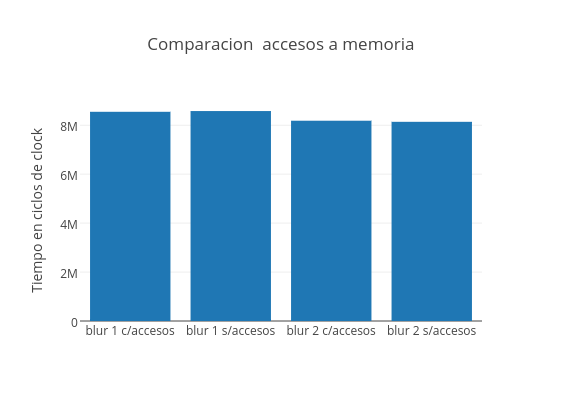 Comparacion  accesos a memoria
Tiempo en ciclos de clock
8M
6M
4M
2M
0
blur 1 c/accesos
blur 1 s/accesos
blur 2 c/accesos
blur 2 s/accesos